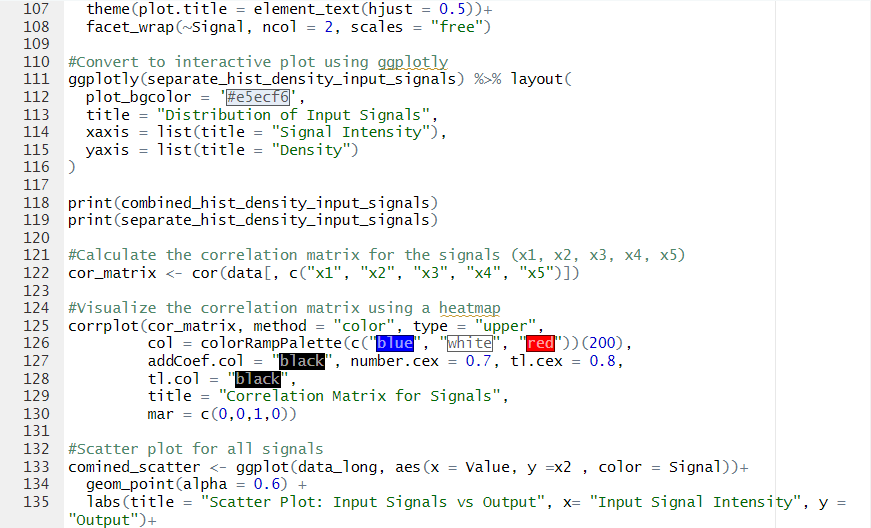 107   theme(plot.title = element_text(hjust = 0.5))+
108   facet_wrap(~Signal, ncol = 2, scales = "free")
109
110 #Convert to interactive plot using ggplotly
111 ggplotly(separate_hist_density_input_signals) %>% layout(
112   plot_bgcolor = '#e5ecf6',
113   title = "Distribution of Input Signals",
114   xaxis = list(title = "Signal Intensity"),
115   yaxis = list(title = "Density")
116 )
117
118 print(combined_hist_density_input_signals)
119 print(separate_hist_density_input_signals)
120
121 #Calculate the correlation matrix for the signals (x1, x2, x3, x4, x5)
122 cor_matrix <- cor(data[, c("x1", "x2", "x3", "x4", "x5")])
123
124 #Visualize the correlation matrix using a heatmap
125 corrplot(cor_matrix, method = "color", type = "upper",
126          col = colorRampPalette(c("blue", "white", "red"))(200),
127          addCoef.col = "black", number.cex = 0.7, tl.cex = 0.8,
128          tl.col = "black",
129          title = "Correlation Matrix for Signals",
130          mar = c(0,0,1,0))
131
132 #Scatter plot for all signals
133 comined_scatter <- ggplot(data_long, aes(x = Value, y =x2 , color = Signal))+
134   geom_point(alpha = 0.6) +
135   labs(title = "Scatter Plot: Input Signals vs Output", x= "Input Signal Intensity", y =
"Output")+